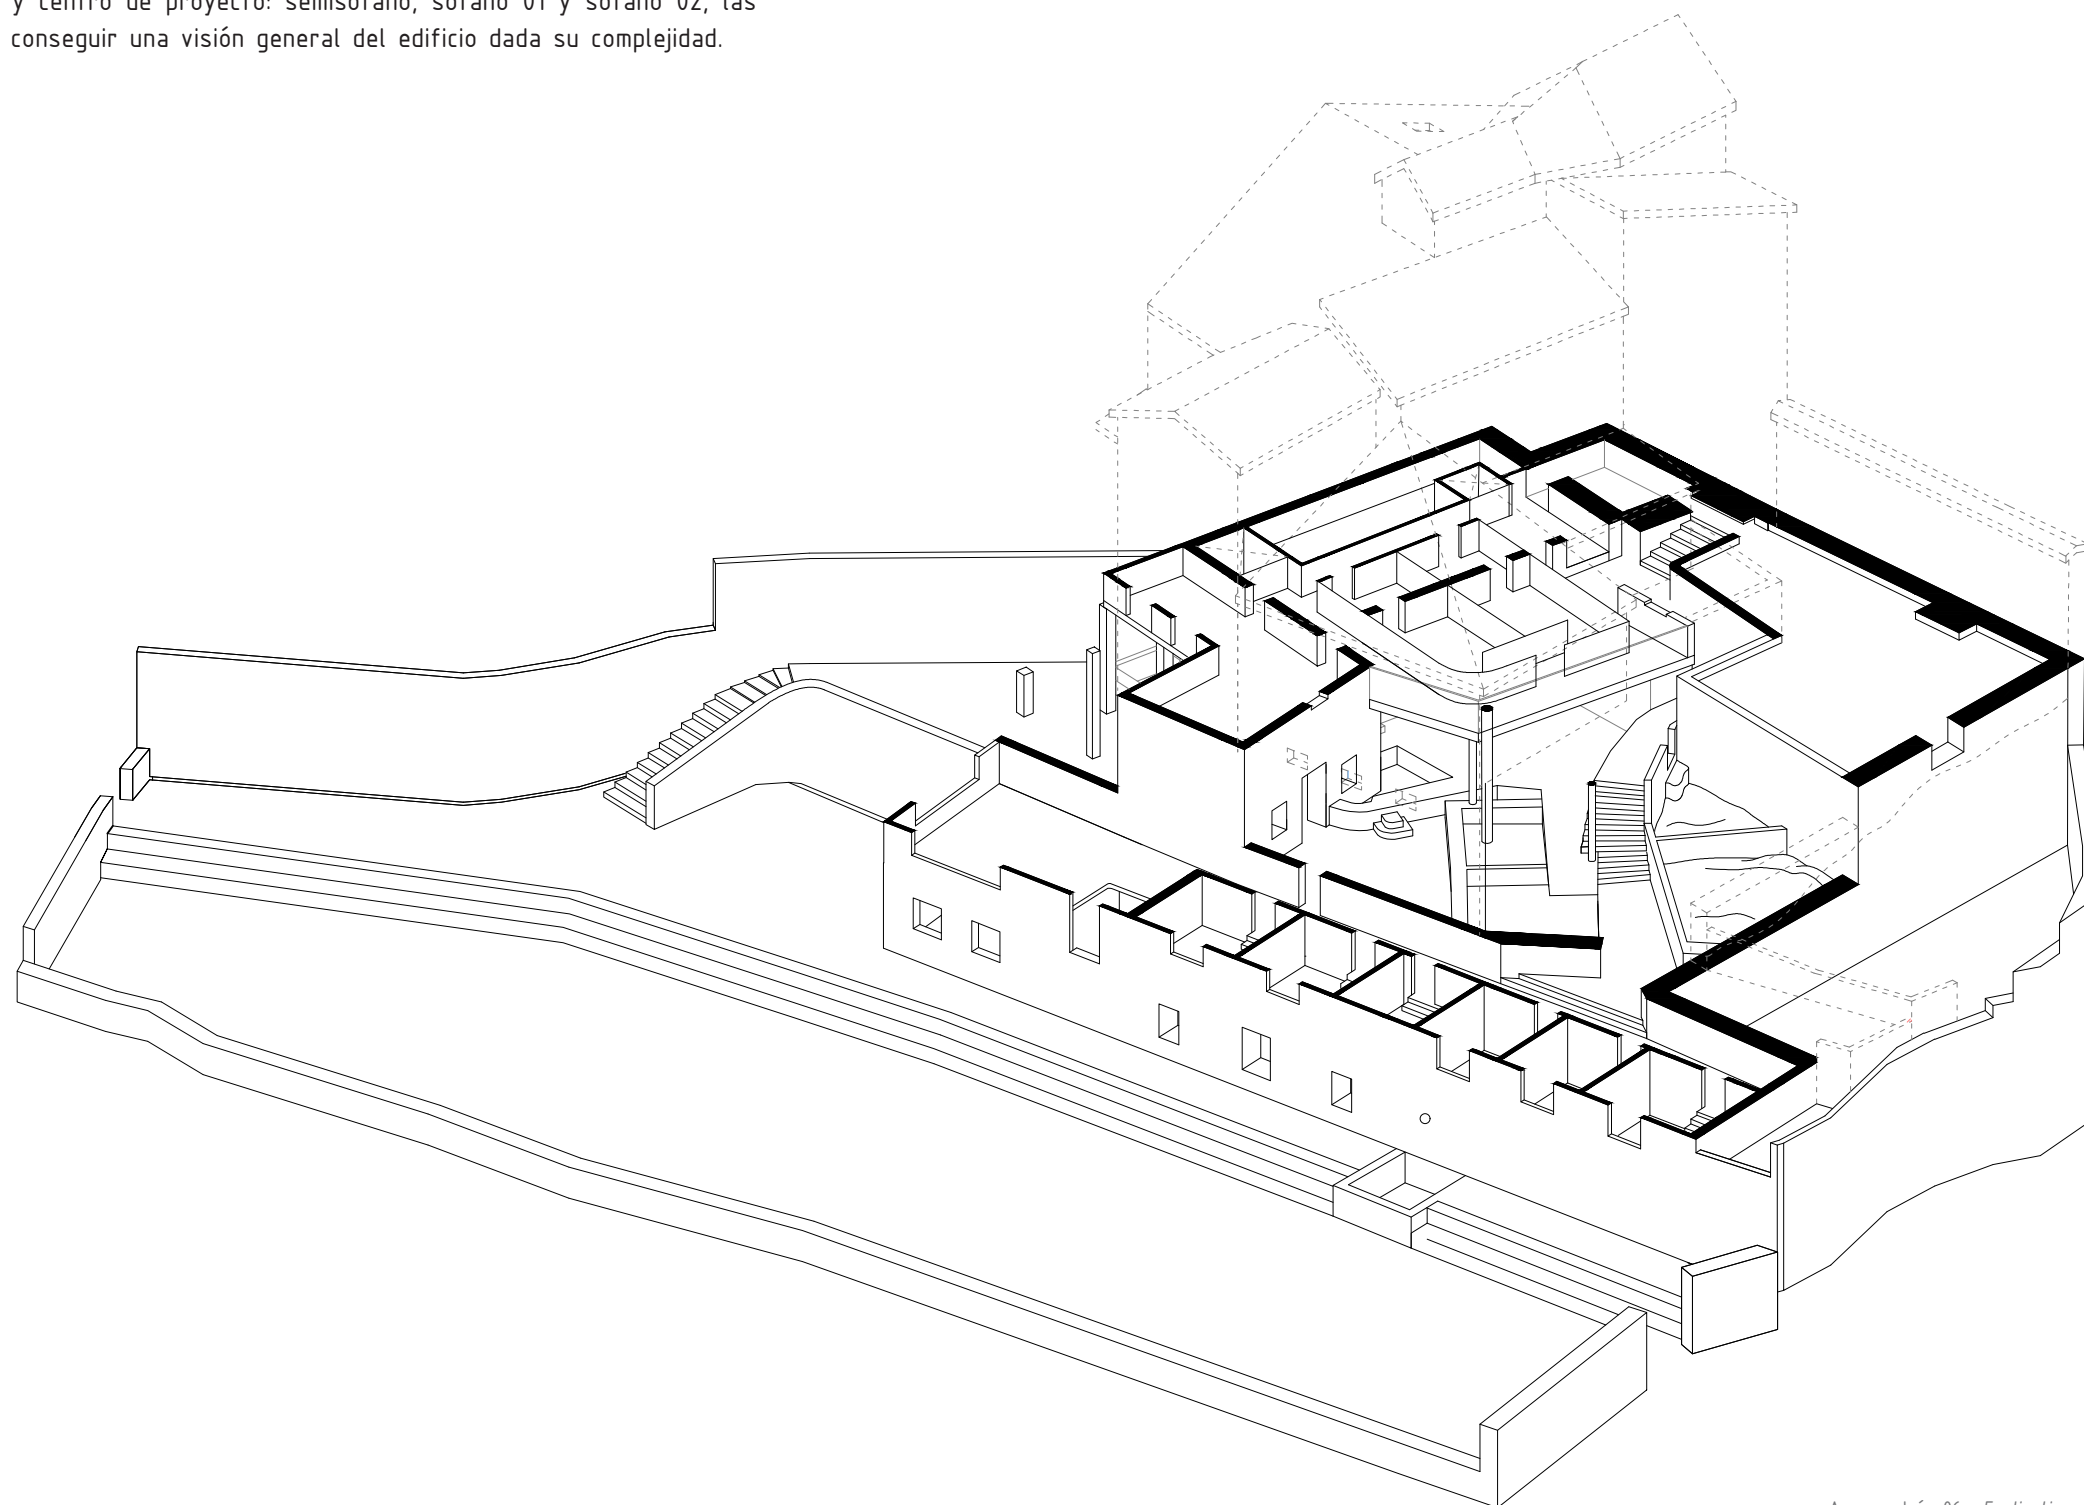 y centro de proyecto: semisótano, sótano 01 y sótano 02, las
conseguir una visión general del edificio dada su complejidad.